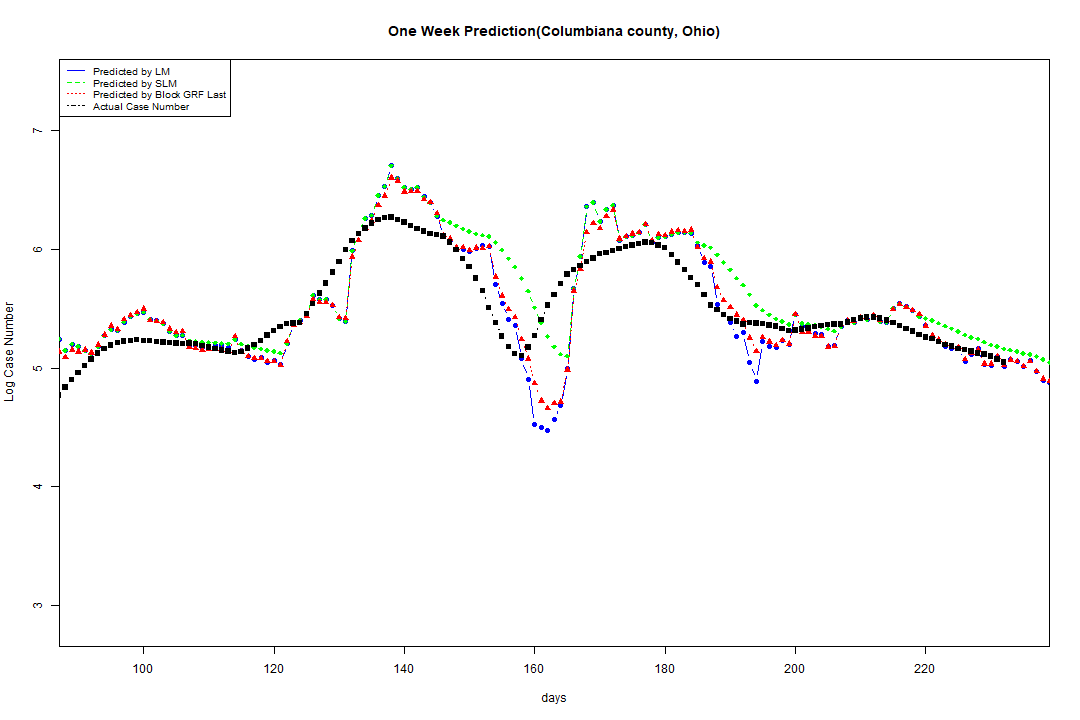 One Week Prediction(Columbiana county, Ohio)
Predicted by LM
Predicted by SLM
Predicted by Block GRF Last
Actual Case Number
7
6
5
4
3
Log Case Number
100 120 140 160 180 200 220
days